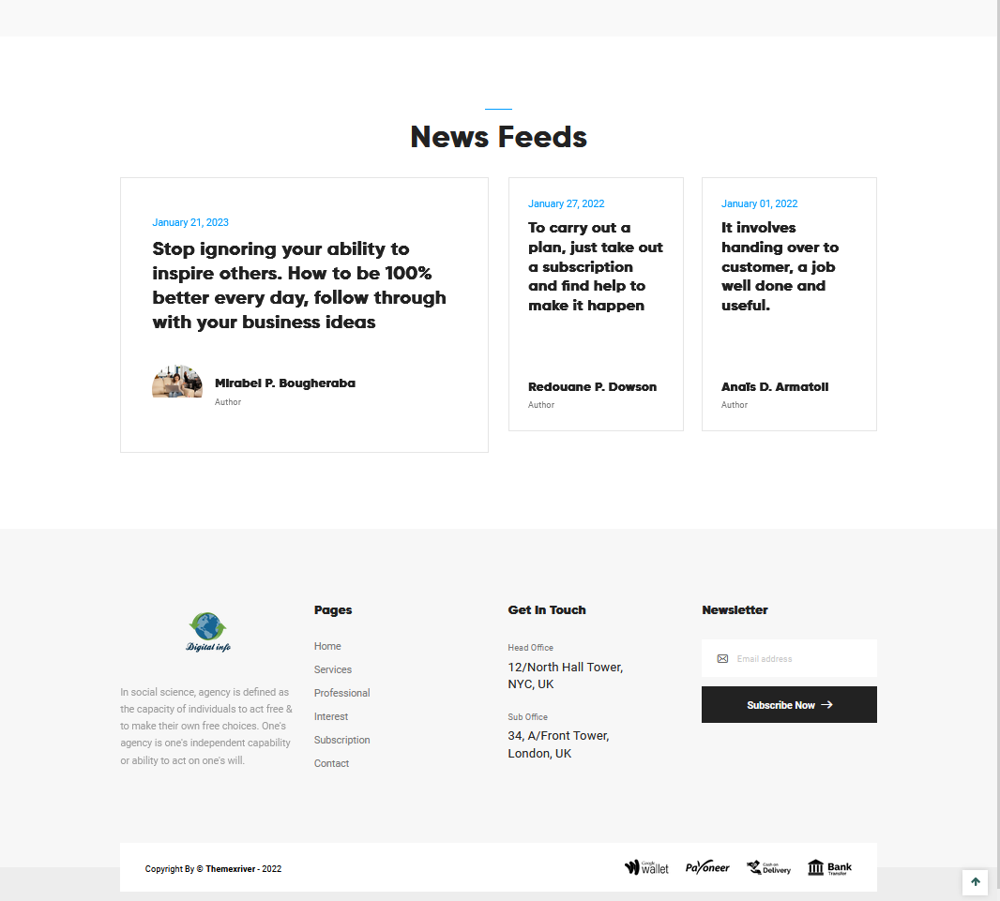 News Feeds
January 21, 2023
Stop ignoring your ability to
inspire others. How to be 100%
better every day, follow through
with your business ideas
Mirabel P. Bougheraba
Author
January 27, 2022
To carry out a
plan, just take out
a subscription
and find help to
make it happen
Redouane P. Dowson
Author
January 01, 2022
It involves
handing over to
customer, a job
well done and
useful.
Anaïs D. Armatoli
Author
Digital info
In social science, agency is defined as
the capacity of individuals to act free &
to make their own free choices. One's
agency is one's independent capability
or ability to act on one's will.
Pages
Home
Services
Professional
Interest
Subscription
Contact
Get In Touch
Head Office
12/North Hall Tower,
NYC, UK
Sub Office
34, A/Front Tower,
London, UK
Newsletter
Email address
Subscribe Now
Copyright By © Themexriver - 2022
Google
wallet
Payoneer
Cash on
Delivery
Bank
Transfer